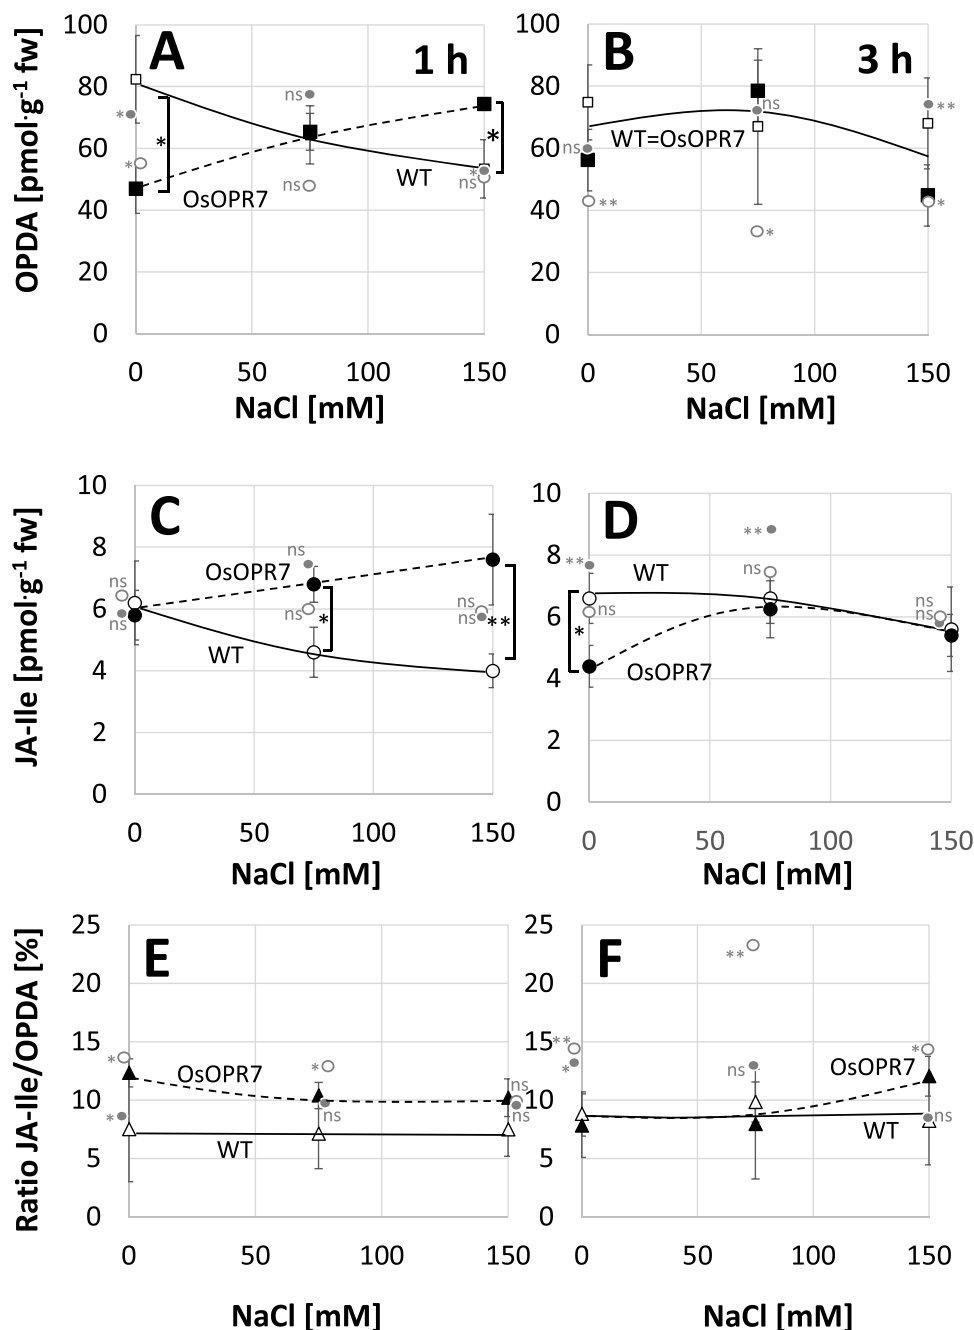 OPDA [pmol·g⁻¹ fw]
A
1 h
100
80
60
40
20
0
ns
*
*
*
*
*
ns
ns
WT
OsOPR7
0
50
100
150
NaCl [mM]
B
3 h
100
80
60
40
20
0
ns
**
ns
WT=OsOPR7
ns
**
*
*
0
50
100
150
NaCl [mM]
JA-Ile [pmol·g⁻¹ fw]
C
10
8
6
4
2
0
ns
OsOPR7
ns
ns
ns
*
ns
ns
**
WT
0
50
100
150
NaCl [mM]
D
10
8
6
4
2
0
**
**
WT
ns
ns
ns
ns
*
OsOPR7
0
50
100
150
NaCl [mM]
Ratio JA-Ile/OPDA [%]
E
25
20
15
10
5
0
*
*
OsOPR7
ns
*
ns
ns
WT
0
50
100
150
NaCl [mM]
F
25
20
15
10
5
0
**
**
*
*
ns
OsOPR7
ns
WT
0
50
100
150
NaCl [mM]